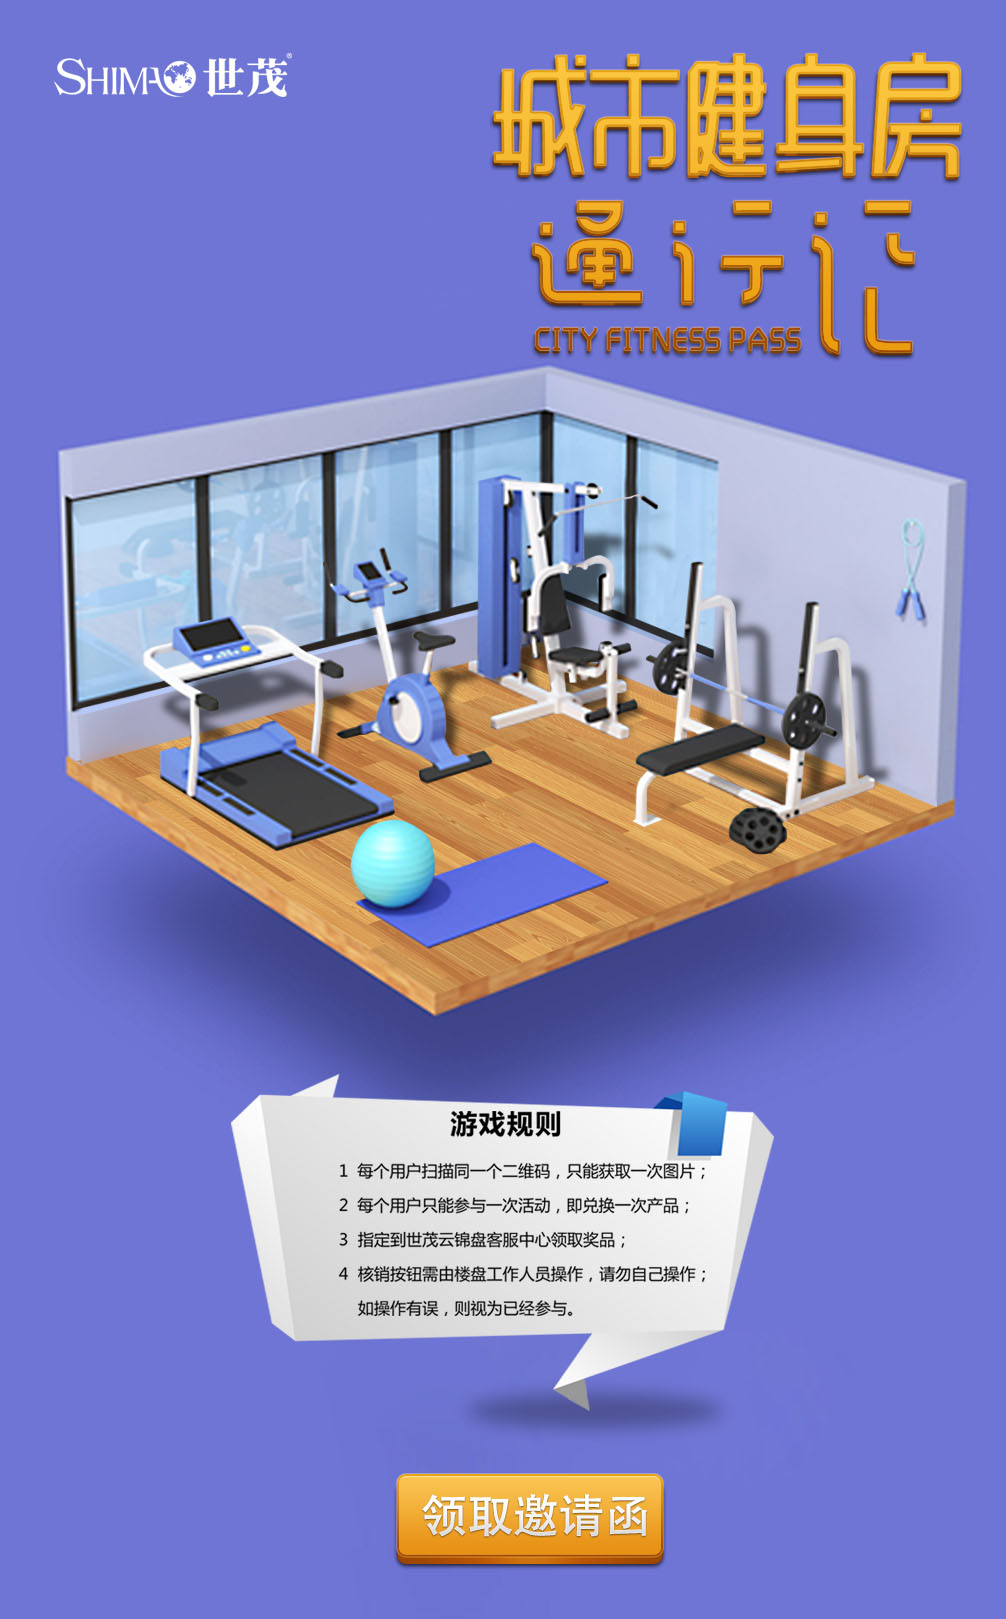 SHIMAO 世茂®
城市健身房
通行记
CITY FITNESS PASS
游戏规则
1 每个用户扫描同一个二维码，只能获取一次图片；
2 每个用户只能参与一次活动，即兑换一次产品；
3 指定到世茂云锦盘客服中心领取奖品；
4 核销按钮需由楼盘工作人员操作，请勿自己操作；
如操作有误，则视为已经参与。
领取邀请函